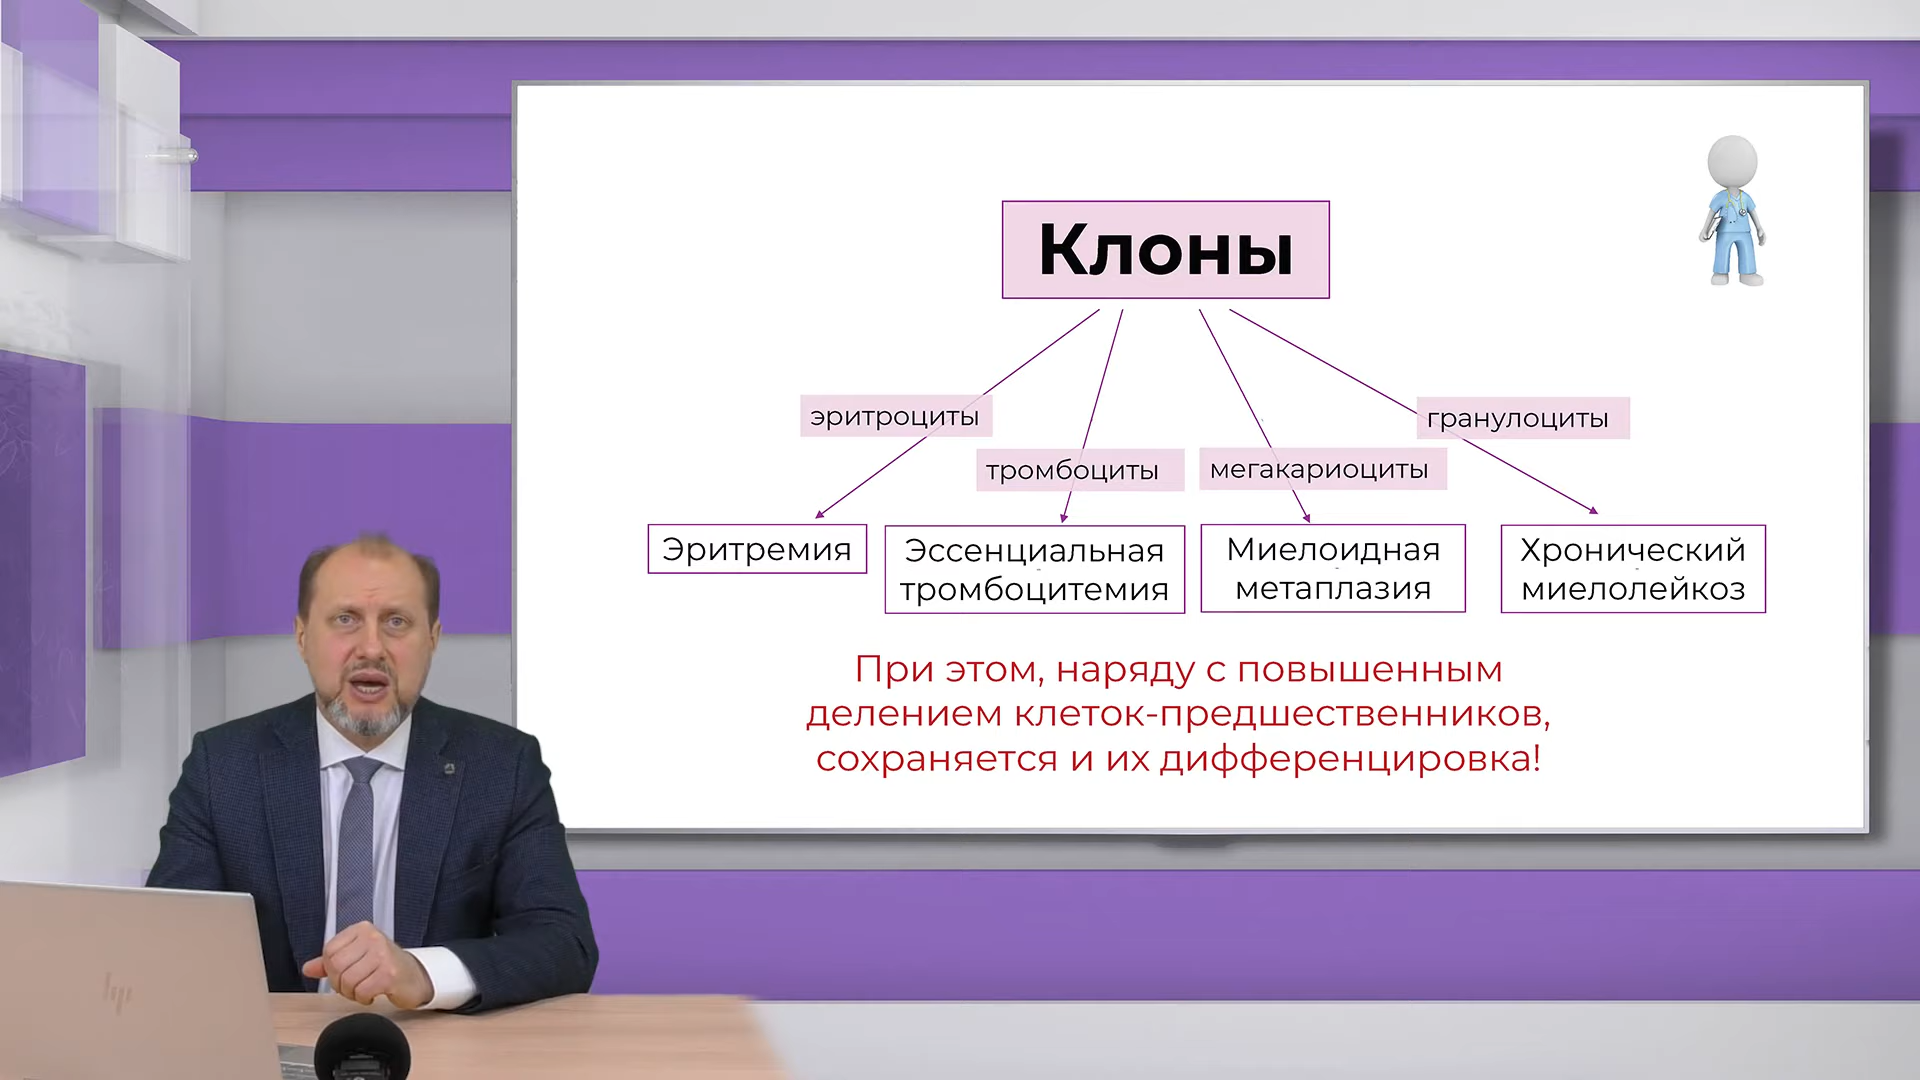 Клоны
эритроциты
гранулоциты
тромбоциты
мегакариоциты
Эритремия
Эссенциальная
тромбоцитемия
Миелоидная
метаплазия
Хронический
миелолейкоз
При этом, наряду с повышенным
делением клеток-предшественников,
сохраняется и их дифференцировка!
hp